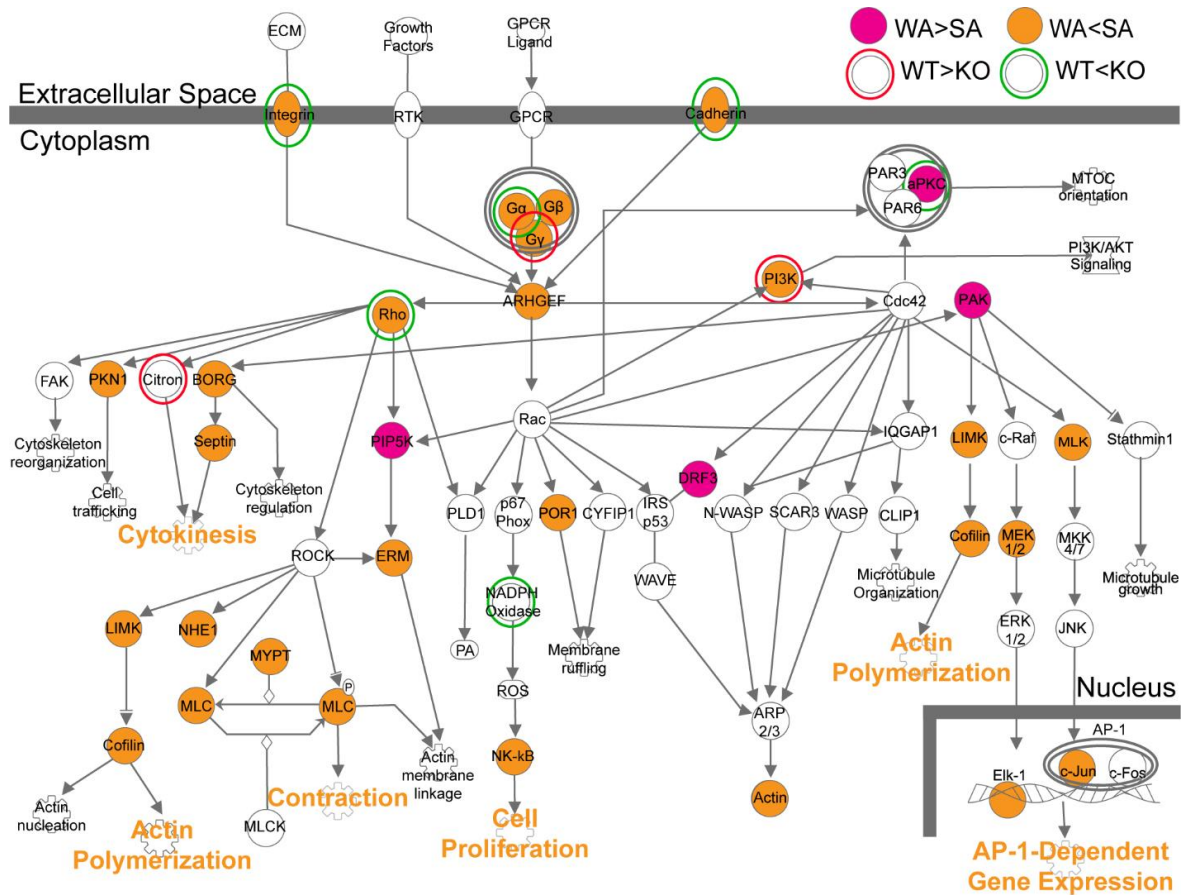 ECM
Growth
Factors
GPCR
Ligand
WA>SA
WA<SA
WT>KO
WT<KO
Extracellular Space
Integrin
RTK
GPCR
Cadherin
Cytoplasm
PAR3
aPKC
PAR6
MTOC
orientation
Gα
Gβ
Gγ
PI3K/AKT
Signaling
PI3K
ARHGEF
Cdc42
PAK
Rho
FAK
PKN1
Citron
BORG
Rac
Septin
PIP5K
IQGAP1
LIMK
c-Raf
MLK
Stathmin1
Cytoskeleton
reorganization
Cell
trafficking
Cytoskeleton
regulation
Cytokinesis
DRF3
PLD1
p67
Phox
POR1
CYFIP1
IRS
p53
N-WASP
SCAR3
WASP
CLIP1
Cofilin
MEK
1/2
MKK
4/7
ROCK
ERM
WAVE
Microtubule
Organization
Microtubule
growth
NADPH
Oxidase
LIMK
NHE1
MYPT
PA
Membrane
ruffling
Actin
Polymerization
ERK
1/2
JNK
ROS
P
MLC
MLC
ARP
2/3
Nucleus
AP-1
Cofilin
Actin
membrane
linkage
NK-kB
Elk-1
c-Jun
c-Fos
Actin
nucleation
Actin
Polymerization
MLCK
Contraction
Cell
Proliferation
Actin
AP-1-Dependent
Gene Expression